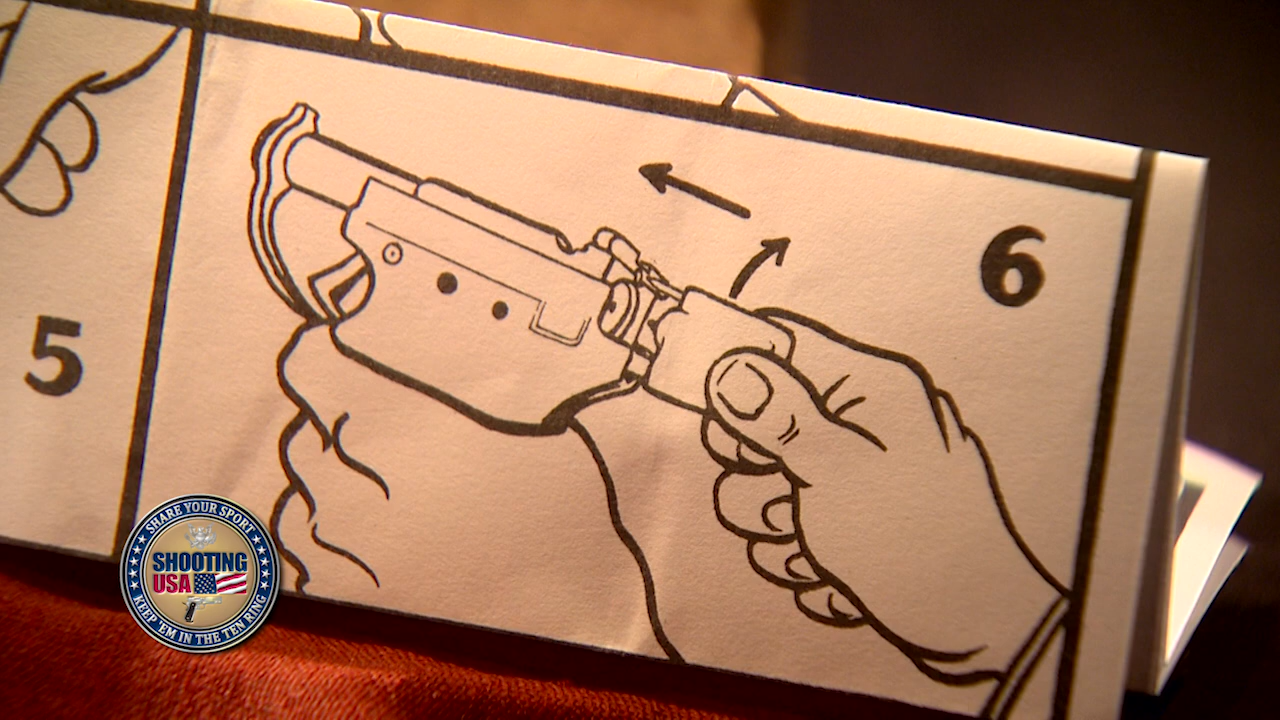 5
6
SHARE YOUR SPORT
SHOOTING
USA
KEEP 'EM IN THE TEN RING